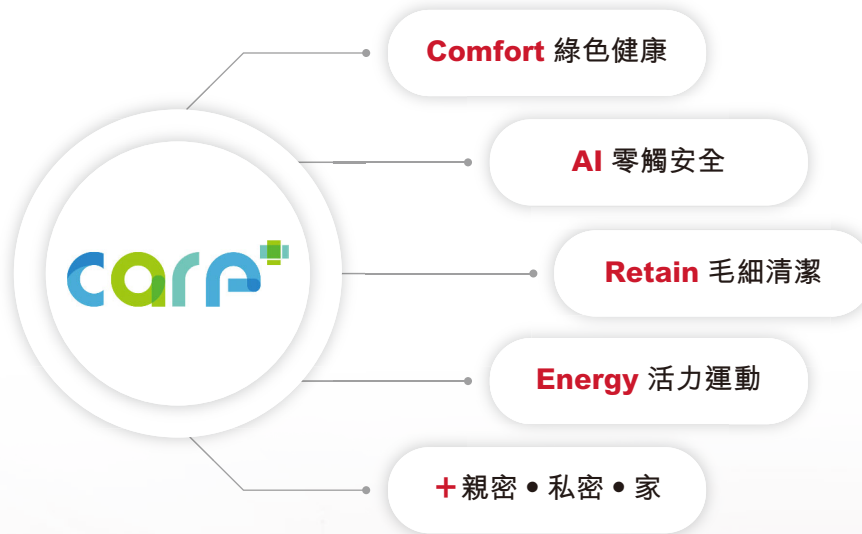 Comfort 綠色健康
AI 零觸安全
care+
Retain 毛細清潔
Energy 活力運動
+親密•私密•家